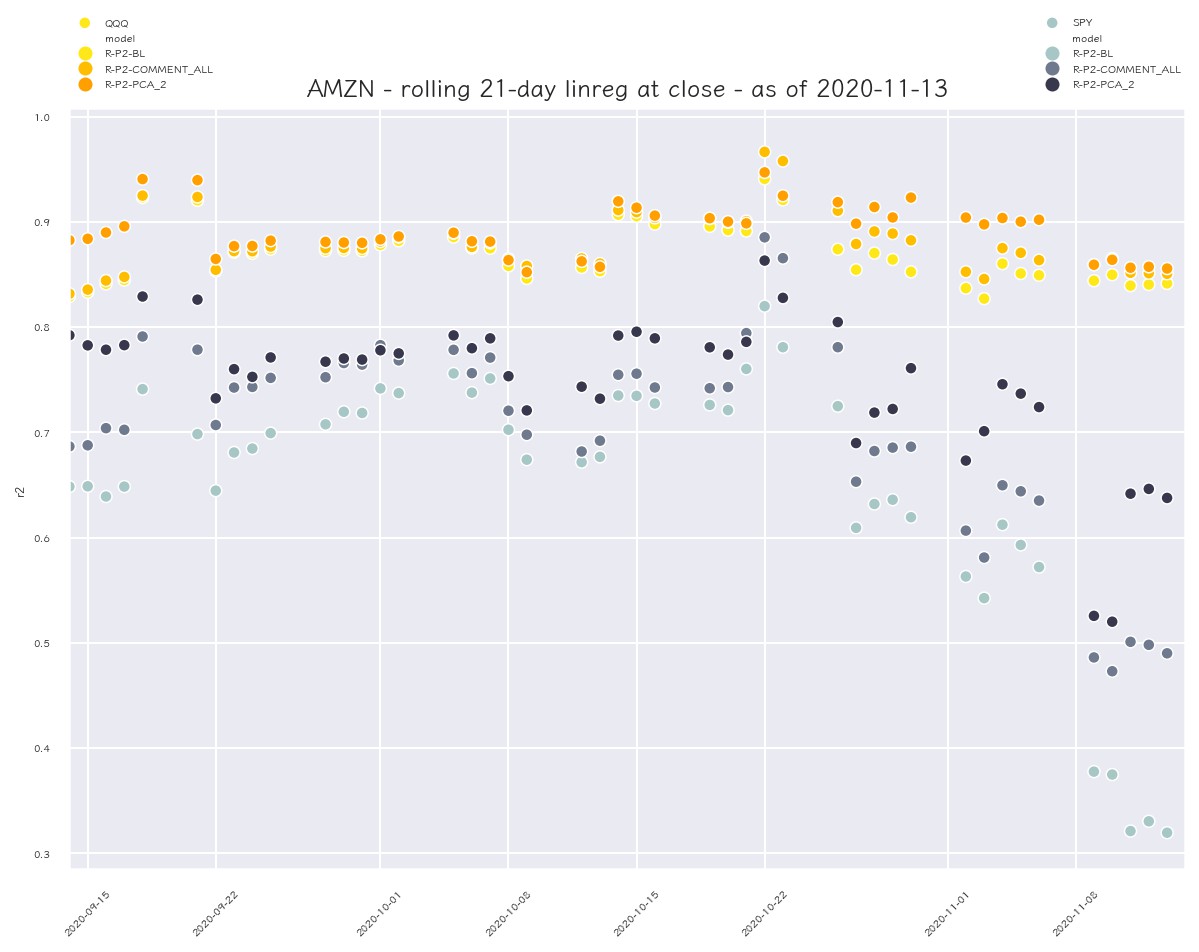 QQQ
model
R-P2-BL
R-P2-COMMENT_ALL
R-P2-PCA_2
SPY
model
R-P2-BL
R-P2-COMMENT_ALL
R-P2-PCA_2
AMZN - rolling 21-day linreg at close - as of 2020-11-13
1.0
0.9
0.8
0.7
0.6
0.5
0.4
0.3
r2
2020-09-15
2020-09-22
2020-10-01
2020-10-08
2020-10-15
2020-10-22
2020-11-01
2020-11-08